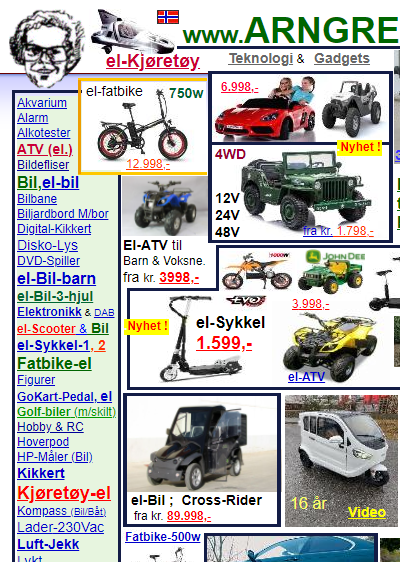 www.ARNGRE
el-Kjøretøy
Teknologi & Gadgets
Akvarium
Alarm
Alkotester
ATV (el.)
Bildefliser
Bil,el-bil
Bilbane
Biljardbord M/bor
Digital-Kikkert
Disko-Lys
DVD-Spiller
el-Bil-barn
el-Bil-3-hjul
Elektronikk & DAB
el-Scooter & Bil
el-Sykkel-1, 2
Fatbike-el
Figurer
GoKart-Pedal, el
Golf-biler (m/skilt)
Hobby & RC
Hoverpod
HP-Måler (Bil)
Kikkert
Kjøretøy-el
Kompass (Bil/Båt)
Lader-230Vac
Luft-Jekk
Lykt
el-fatbike 750w
12.998,-
6.998,-
Nyhet !
4WD
12V
24V
48V
fra kr. 1.798,-
El-ATV til
Barn & Voksne.
fra kr. 3998,-
1000W
JOHN DEERE
3.998,-
EVO
Nyhet !
el-Sykkel
1.599,-
el-ATV
el-Bil ; Cross-Rider
fra kr. 89.998,-
16 år
Video
Fatbike-500w